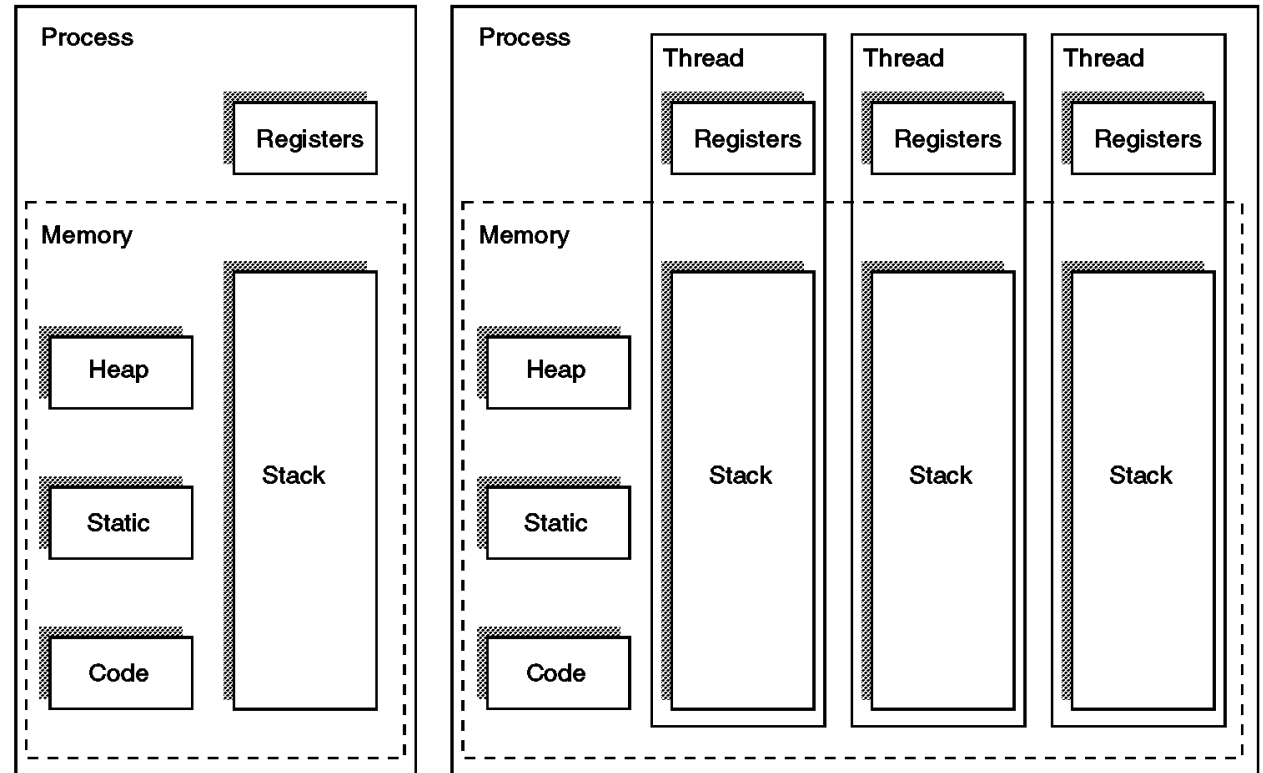 Process
Registers
Memory
Heap
Stack
Static
Code
Process
Thread
Thread
Thread
Registers
Registers
Registers
Memory
Heap
Stack
Stack
Stack
Static
Code